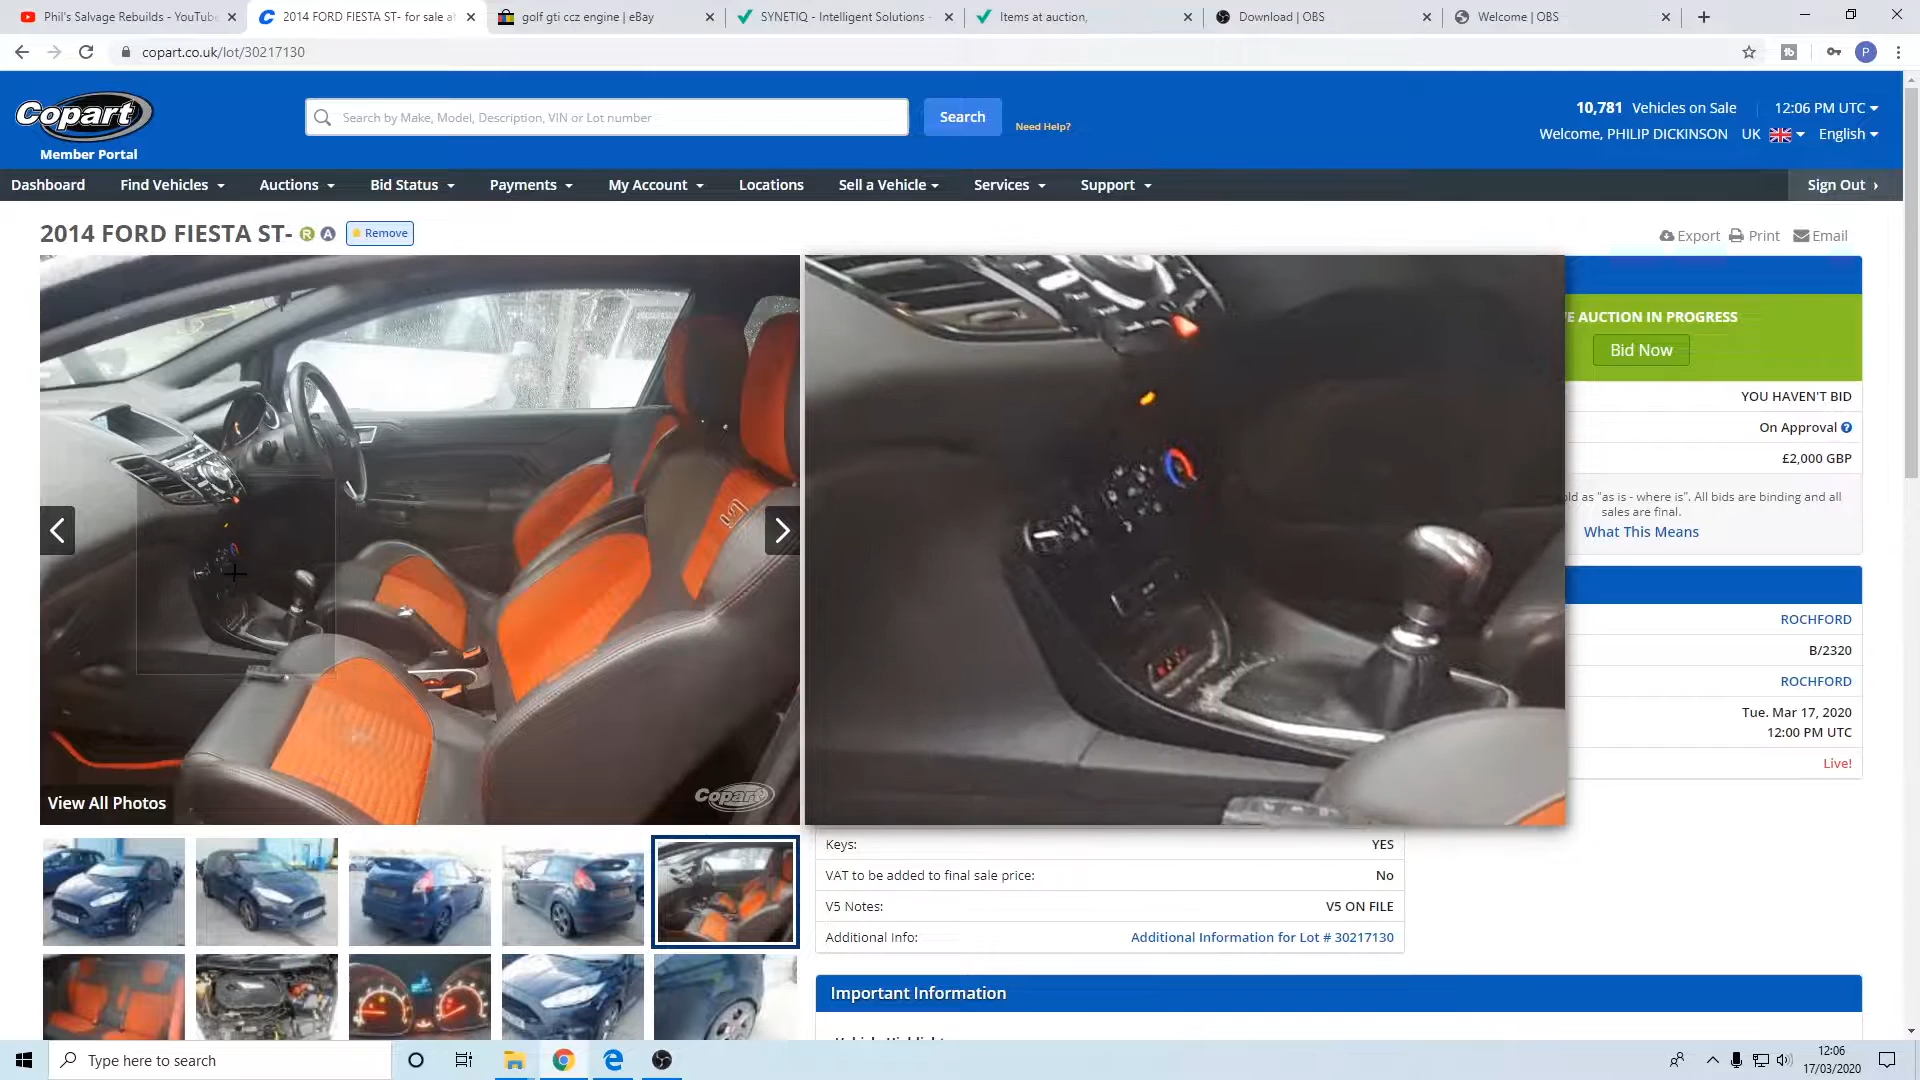 Phil's Salvage Rebuilds - YouTube
2014 FORD FIESTA ST- for sale at
golf gti ccz engine | eBay
SYNETIQ - Intelligent Solutions -
Items at auction,
Download | OBS
Welcome | OBS
copart.co.uk/lot/30217130
P
Copart
Member Portal
Search by Make, Model, Description, VIN or Lot number
Search
Need Help?
10,781 Vehicles on Sale
12:06 PM UTC
Welcome, PHILIP DICKINSON
UK
English
Dashboard
Find Vehicles
Auctions
Bid Status
Payments
My Account
Locations
Sell a Vehicle
Services
Support
Sign Out
2014 FORD FIESTA ST-
R
A
Remove
Export
Print
Email
E AUCTION IN PROGRESS
Bid Now
YOU HAVEN'T BID
On Approval
£2,000 GBP
old as "as is - where is". All bids are binding and all
sales are final.
What This Means
ROCHFORD
B/2320
ROCHFORD
Tue. Mar 17, 2020
12:00 PM UTC
Live!
Copart
View All Photos
Keys:
YES
VAT to be added to final sale price:
No
V5 Notes:
V5 ON FILE
Additional Info:
Additional Information for Lot # 30217130
Important Information
Type here to search
12:06
17/03/2020